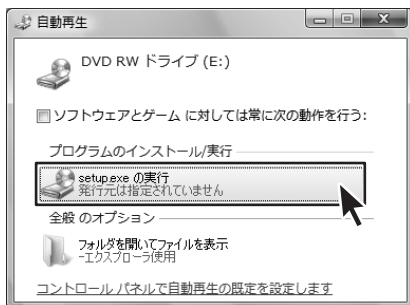 自動再生
DVD RW ドライブ (E:)
ソフトウェアとゲーム に対しては常に次の動作を行う:
プログラムのインストール/実行
setup.exe の実行
発行元は指定されていません
全般 のオプション
フォルダを開いてファイルを表示
-エクスプローラ使用
コントロール パネルで自動再生の既定を設定します